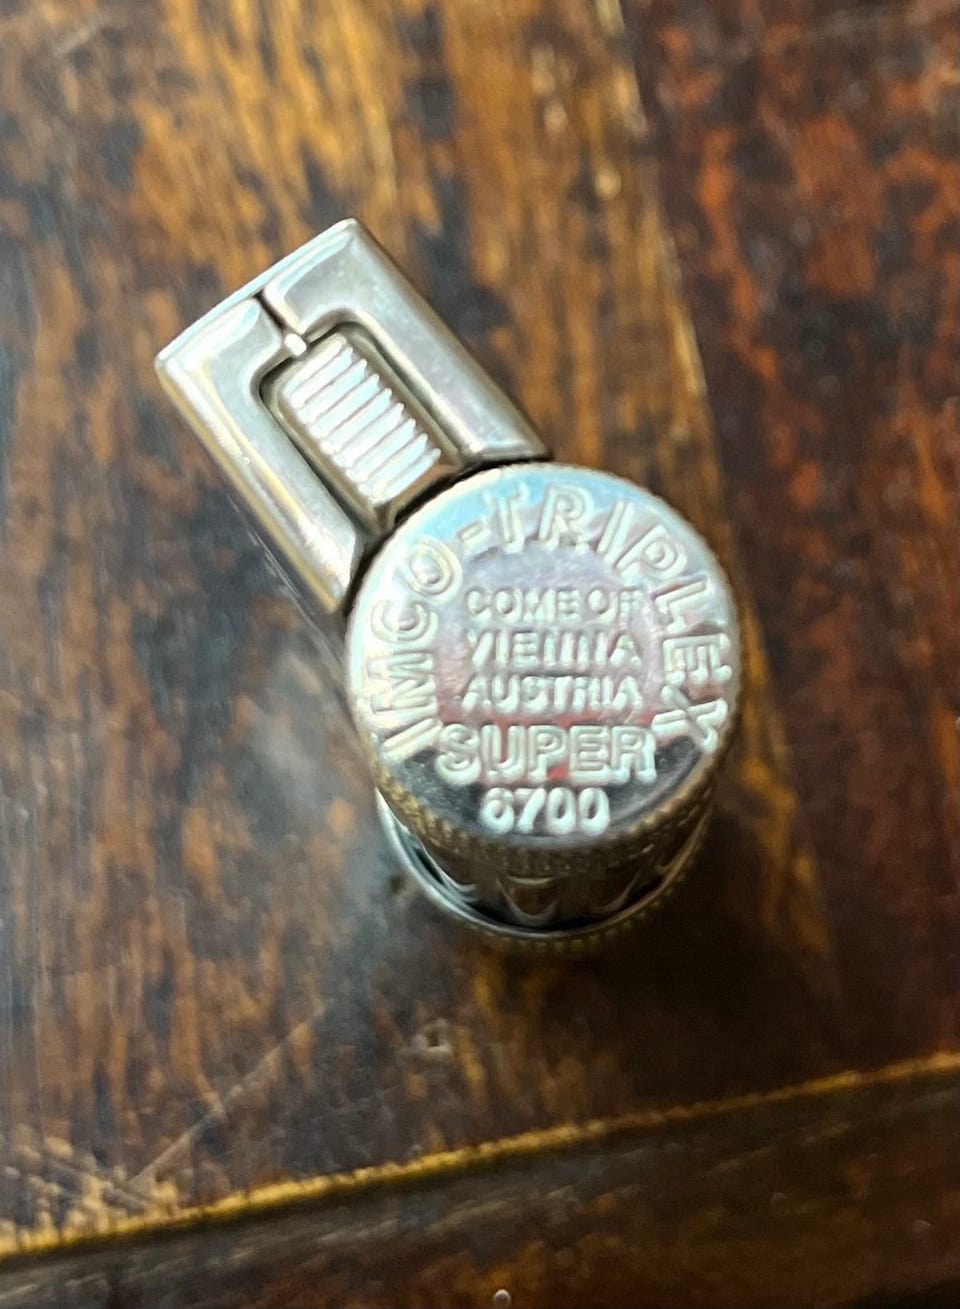 IMCO-TRIPLEX
COME OF
VIENNA
AUSTRIA
SUPER
6700